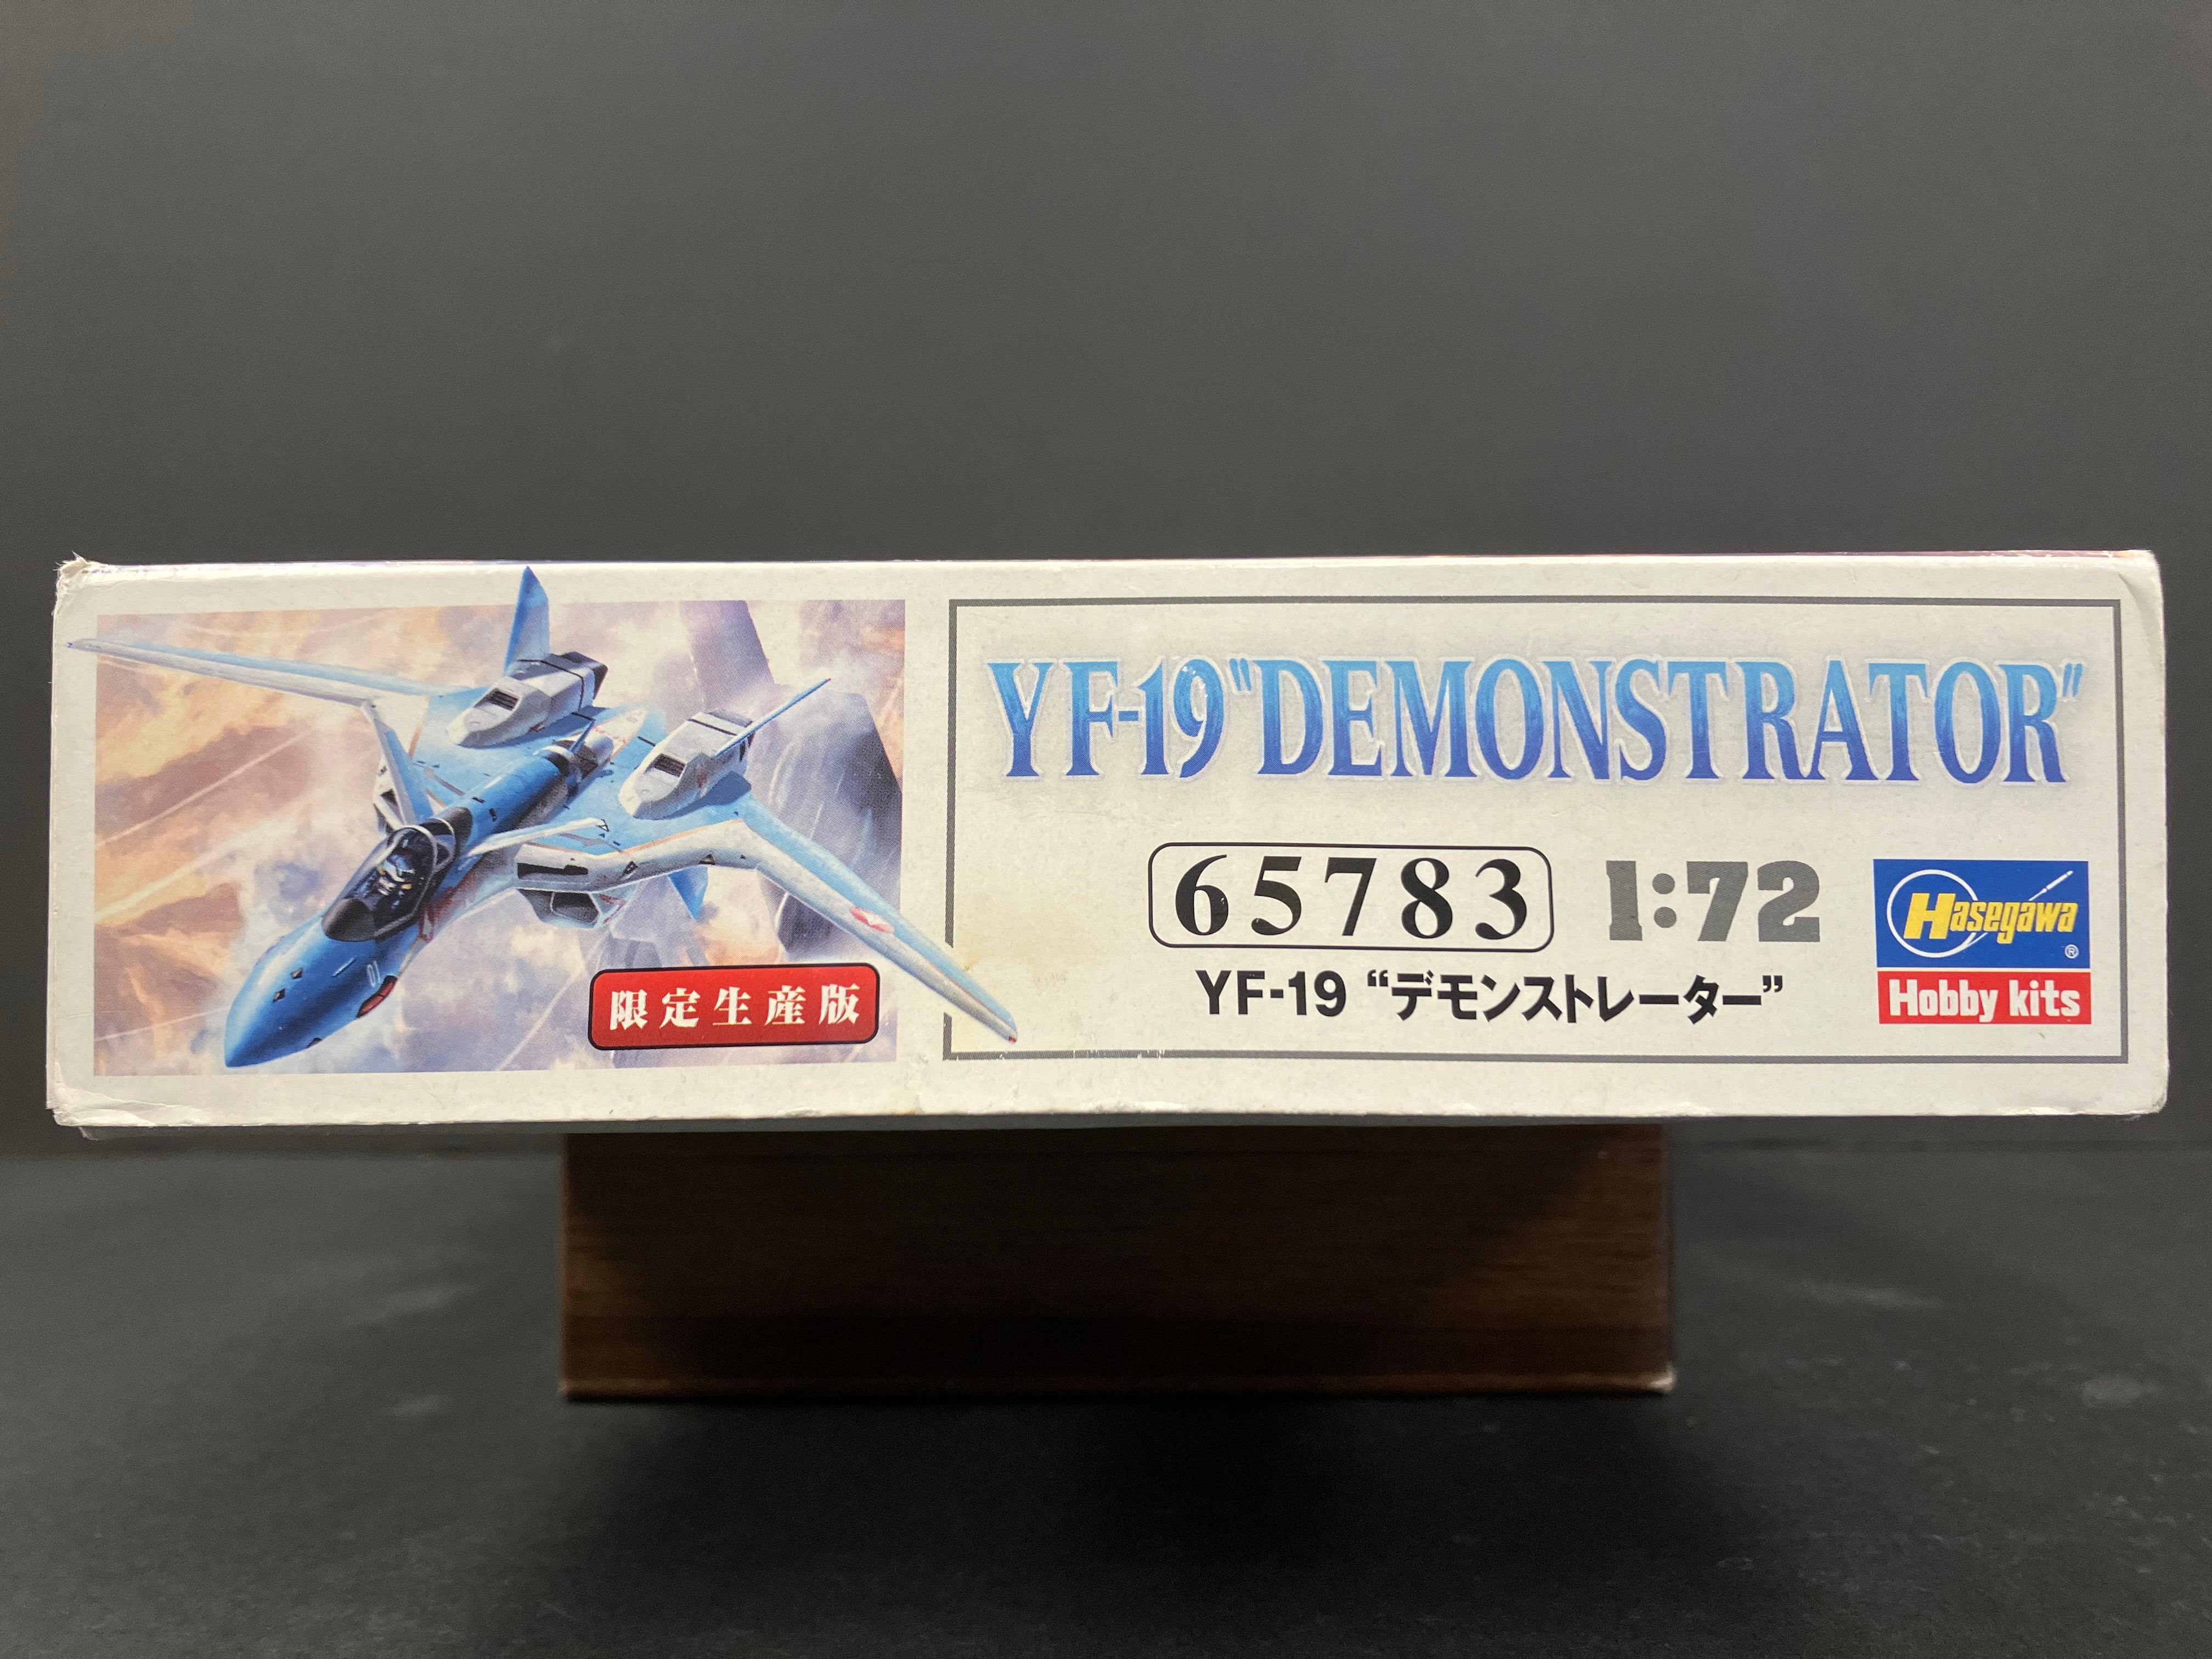 YF-19"DEMONSTRATOR"
65783 1:72
YF-19 “デモンストレーター”
Hasegawa ®
Hobby kits
限定生産版
01